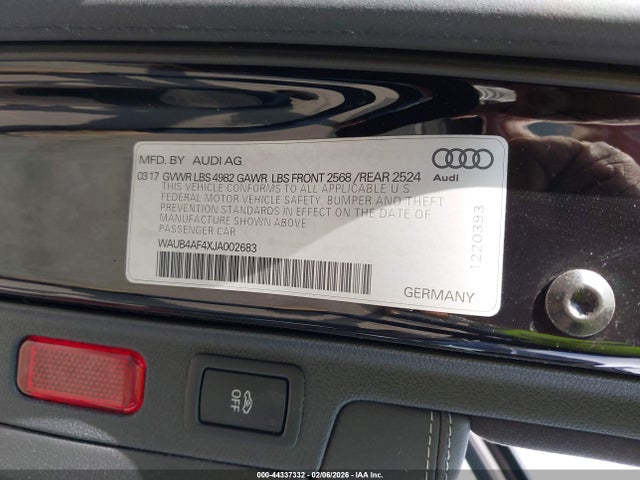 MFD. BY AUDI AG
03 17 GVWR LBS 4982 GAWR LBS FRONT 2568 /REAR 2524
THIS VEHICLE CONFORMS TO ALL APPLICABLE U.S
FEDERAL MOTOR VEHICLE SAFETY, BUMPER AND THEFT
PREVENTION STANDARDS IN EFFECT ON THE DATE OF
MANUFACTURE SHOWN ABOVE
PASSENGER CAR
WAUB4AF4XJA002683
Audi
1220393
GERMANY
OFF
000-44337332 - 02/06/2026 - IAA Inc.